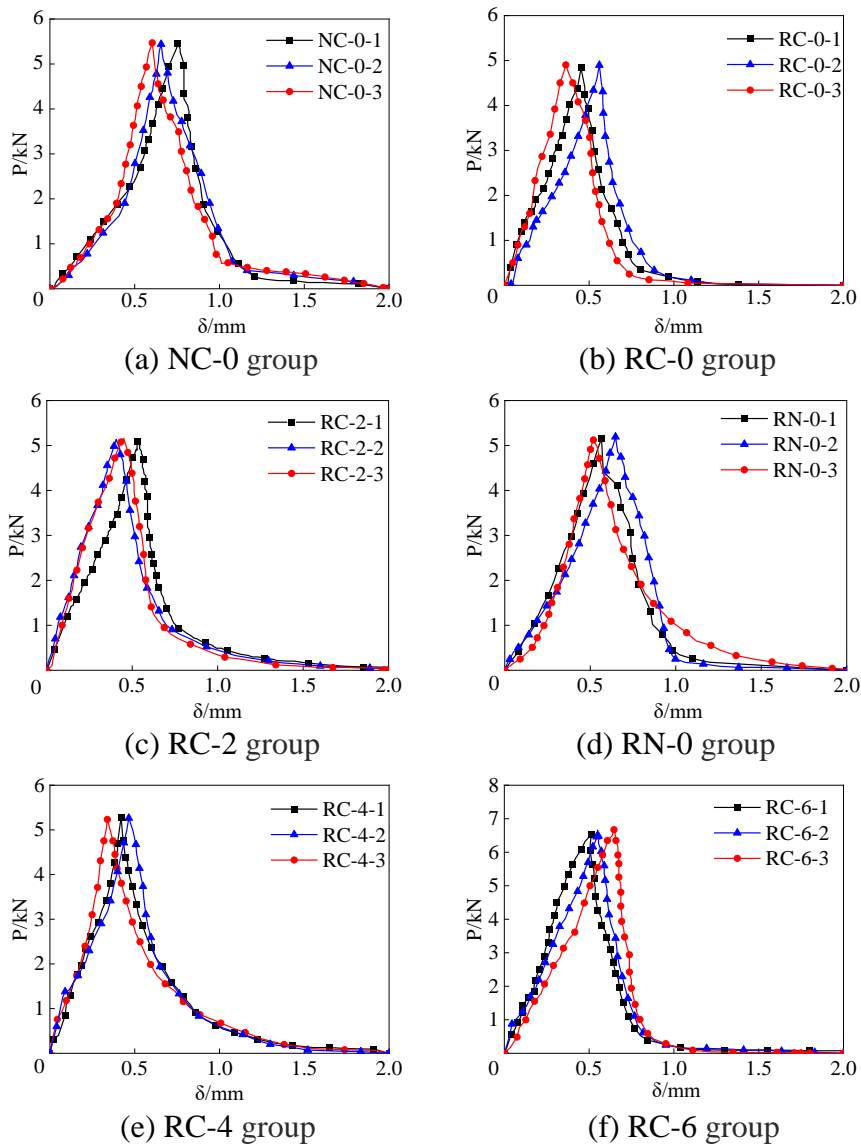 6
5
4
3
2
1
0
P/kN
NC-0-1
NC-0-2
NC-0-3
0.5
1.0
1.5
2.0
δ/mm
(a) NC-0 group
6
5
4
3
2
1
0
P/kN
RC-0-1
RC-0-2
RC-0-3
0.5
1.0
1.5
2.0
δ/mm
(b) RC-0 group
6
5
4
3
2
1
0
P/kN
RC-2-1
RC-2-2
RC-2-3
0.5
1.0
1.5
2.0
δ/mm
(c) RC-2 group
6
5
4
3
2
1
0
P/kN
RN-0-1
RN-0-2
RN-0-3
0.5
1.0
1.5
2.0
δ/mm
(d) RN-0 group
6
5
4
3
2
1
0
P/kN
RC-4-1
RC-4-2
RC-4-3
0.5
1.0
1.5
2.0
δ/mm
(e) RC-4 group
8
7
6
5
4
3
2
1
0
P/kN
RC-6-1
RC-6-2
RC-6-3
0.5
1.0
1.5
2.0
δ/mm
(f) RC-6 group